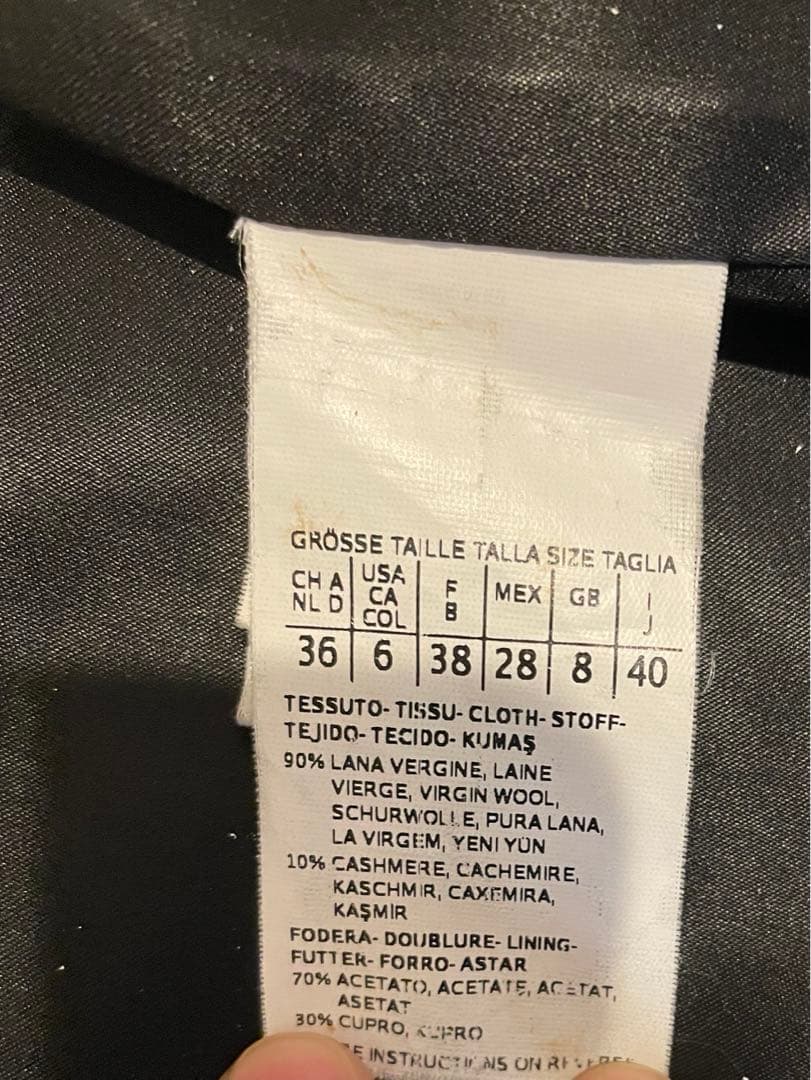 GRÖSSE TAILLE TALLA SIZE TAGLIA
CH A NL D | USA CA COL | F B | MEX | GB | I J
36 | 6 | 38 | 28 | 8 | 40
TESSUTO- TISSU- CLOTH- STOFF-
TEJIDO- TECIDO- KUMAŞ
90% LANA VERGINE, LAINE
VIERGE, VIRGIN WOOL,
SCHURWOLLE, PURA LANA,
LA VIRGEM, YENI YÜN
10% CASHMERE, CACHEMIRE,
KASCHMIR, CAXEMIRA,
KAŞMIR
FODERA- DOUBLURE- LINING-
FUTTER- FORRO- ASTAR
70% ACETATO, ACETATE, ACETAT,
ASETAT
30% CUPRO, KUPRO
INSTRUCTIONS ON